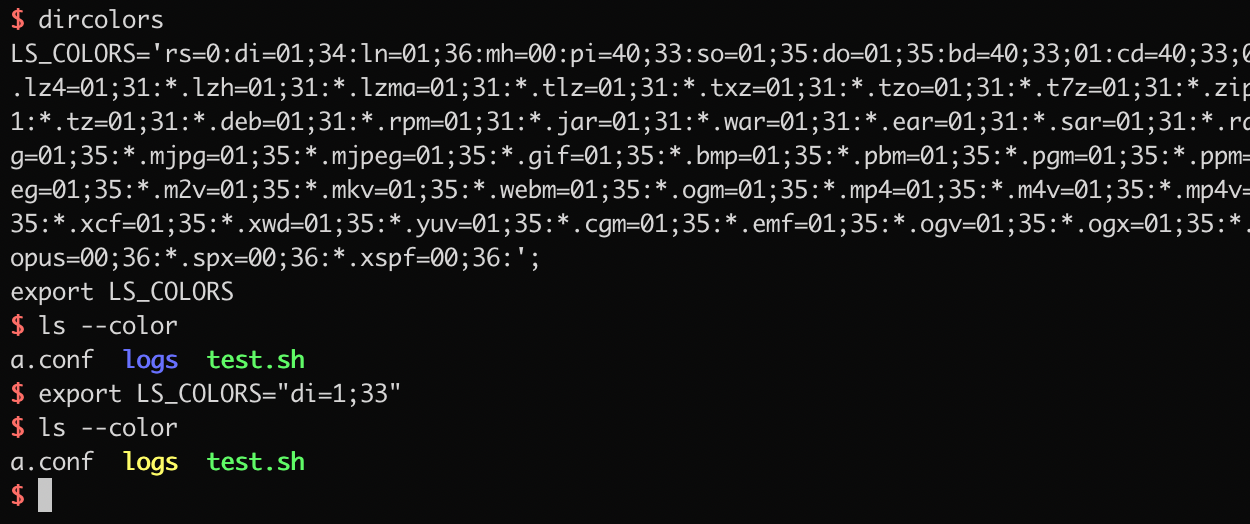 $ dircolors
LS_COLORS='rs=0:di=01;34:ln=01;36:mh=00:pi=40;33:so=01;35:do=01;35:bd=40;33;01:cd=40;33;0
.lz4=01;31:*.lzh=01;31:*.lzma=01;31:*.tlz=01;31:*.txz=01;31:*.tzo=01;31:*.t7z=01;31:*.zip
1:*.tz=01;31:*.deb=01;31:*.rpm=01;31:*.jar=01;31:*.war=01;31:*.ear=01;31:*.sar=01;31:*.ra
g=01;35:*.mjpg=01;35:*.mjpeg=01;35:*.gif=01;35:*.bmp=01;35:*.pbm=01;35:*.pgm=01;35:*.ppm=
eg=01;35:*.m2v=01;35:*.mkv=01;35:*.webm=01;35:*.ogm=01;35:*.mp4=01;35:*.m4v=01;35:*.mp4v=
35:*.xcf=01;35:*.xwd=01;35:*.yuv=01;35:*.cgm=01;35:*.emf=01;35:*.ogv=01;35:*.ogx=01;35:*.
opus=00;36:*.spx=00;36:*.xspf=00;36:';
export LS_COLORS
$ ls --color
a.conf  logs  test.sh
$ export LS_COLORS="di=1;33"
$ ls --color
a.conf  logs  test.sh
$